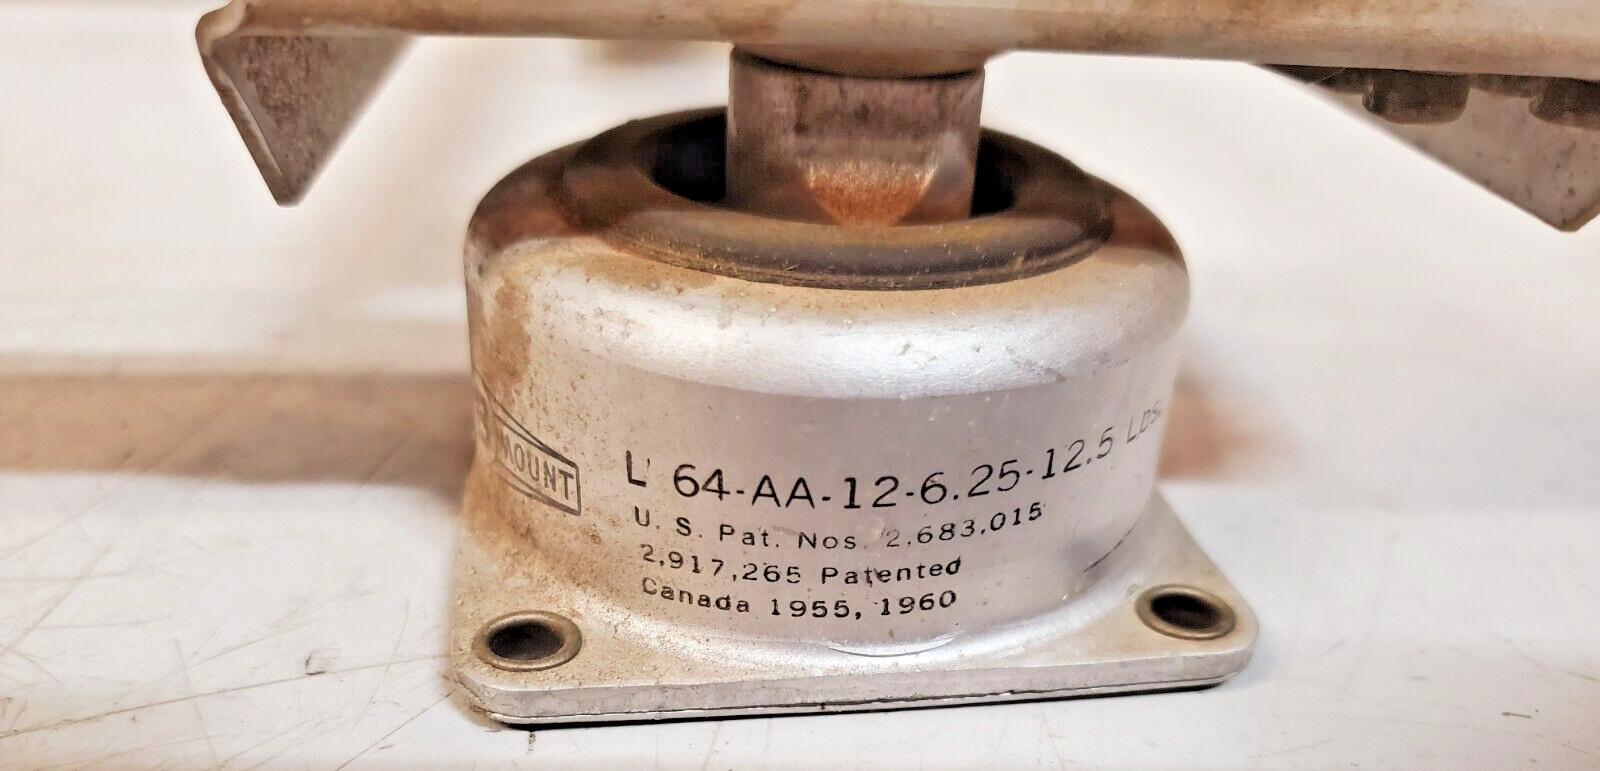 MOUNT
L 64-AA-12-6.25-12.5 LBS.
U. S. Pat. Nos. 2,683,015
2,917,265 Patented
Canada 1955, 1960